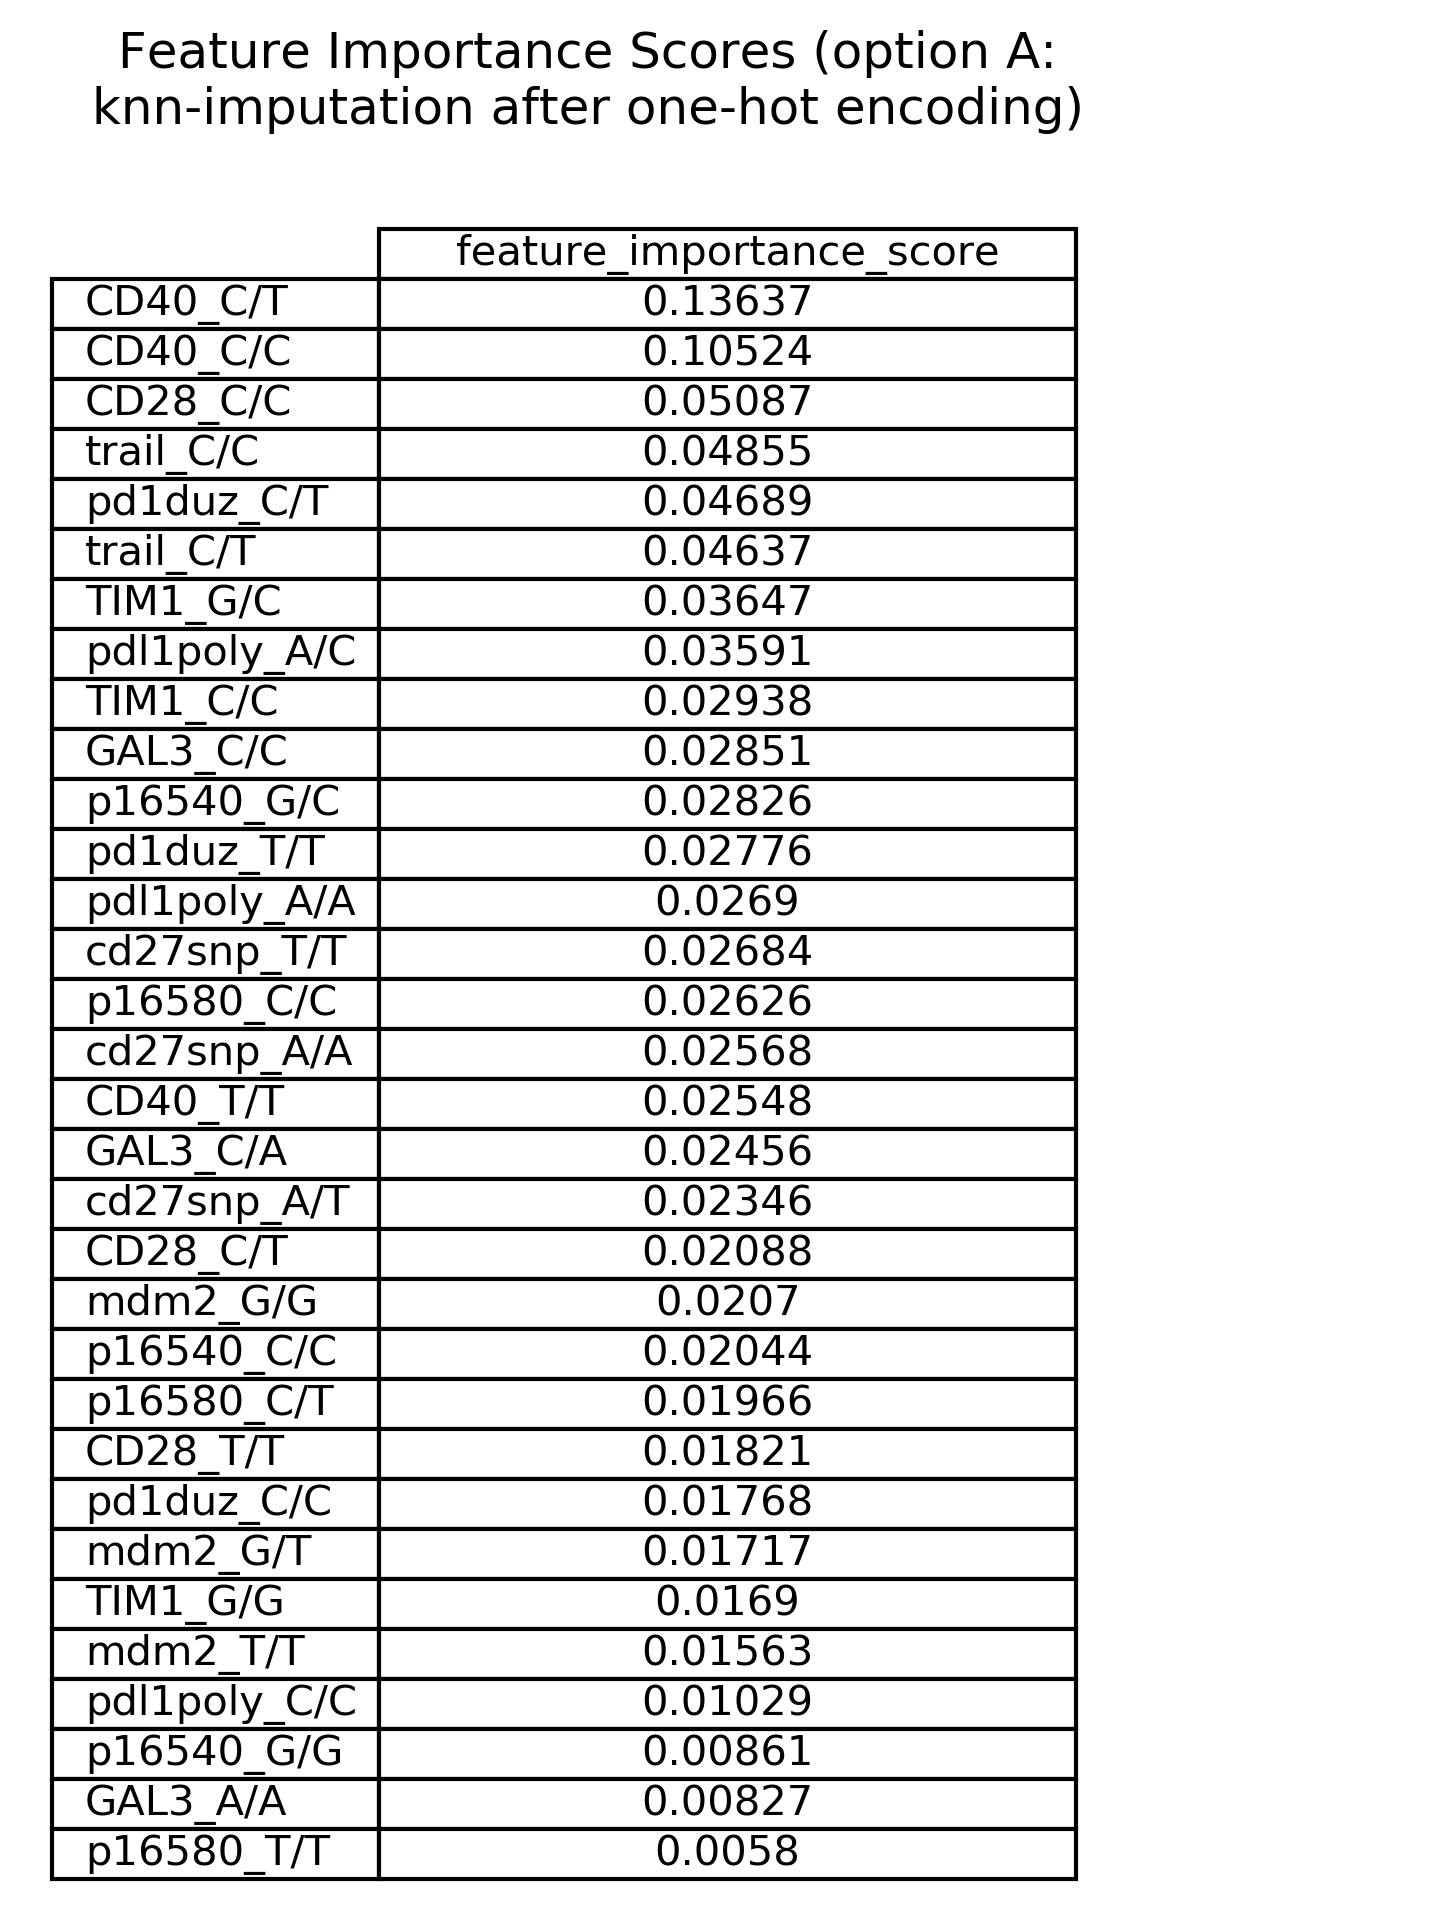 Feature Importance Scores (option A:
knn-imputation after one-hot encoding)
feature_importance_score
CD40_C/T 0.13637
CD40_C/C 0.10524
CD28_C/C 0.05087
trail_C/C 0.04855
pd1duz_C/T 0.04689
trail_C/T 0.04637
TIM1_G/C 0.03647
pdl1poly_A/C 0.03591
TIM1_C/C 0.02938
GAL3_C/C 0.02851
p16540_G/C 0.02826
pd1duz_T/T 0.02776
pdl1poly_A/A 0.0269
cd27snp_T/T 0.02684
p16580_C/C 0.02626
cd27snp_A/A 0.02568
CD40_T/T 0.02548
GAL3_C/A 0.02456
cd27snp_A/T 0.02346
CD28_C/T 0.02088
mdm2_G/G 0.0207
p16540_C/C 0.02044
p16580_C/T 0.01966
CD28_T/T 0.01821
pd1duz_C/C 0.01768
mdm2_G/T 0.01717
TIM1_G/G 0.0169
mdm2_T/T 0.01563
pdl1poly_C/C 0.01029
p16540_G/G 0.00861
GAL3_A/A 0.00827
p16580_T/T 0.0058